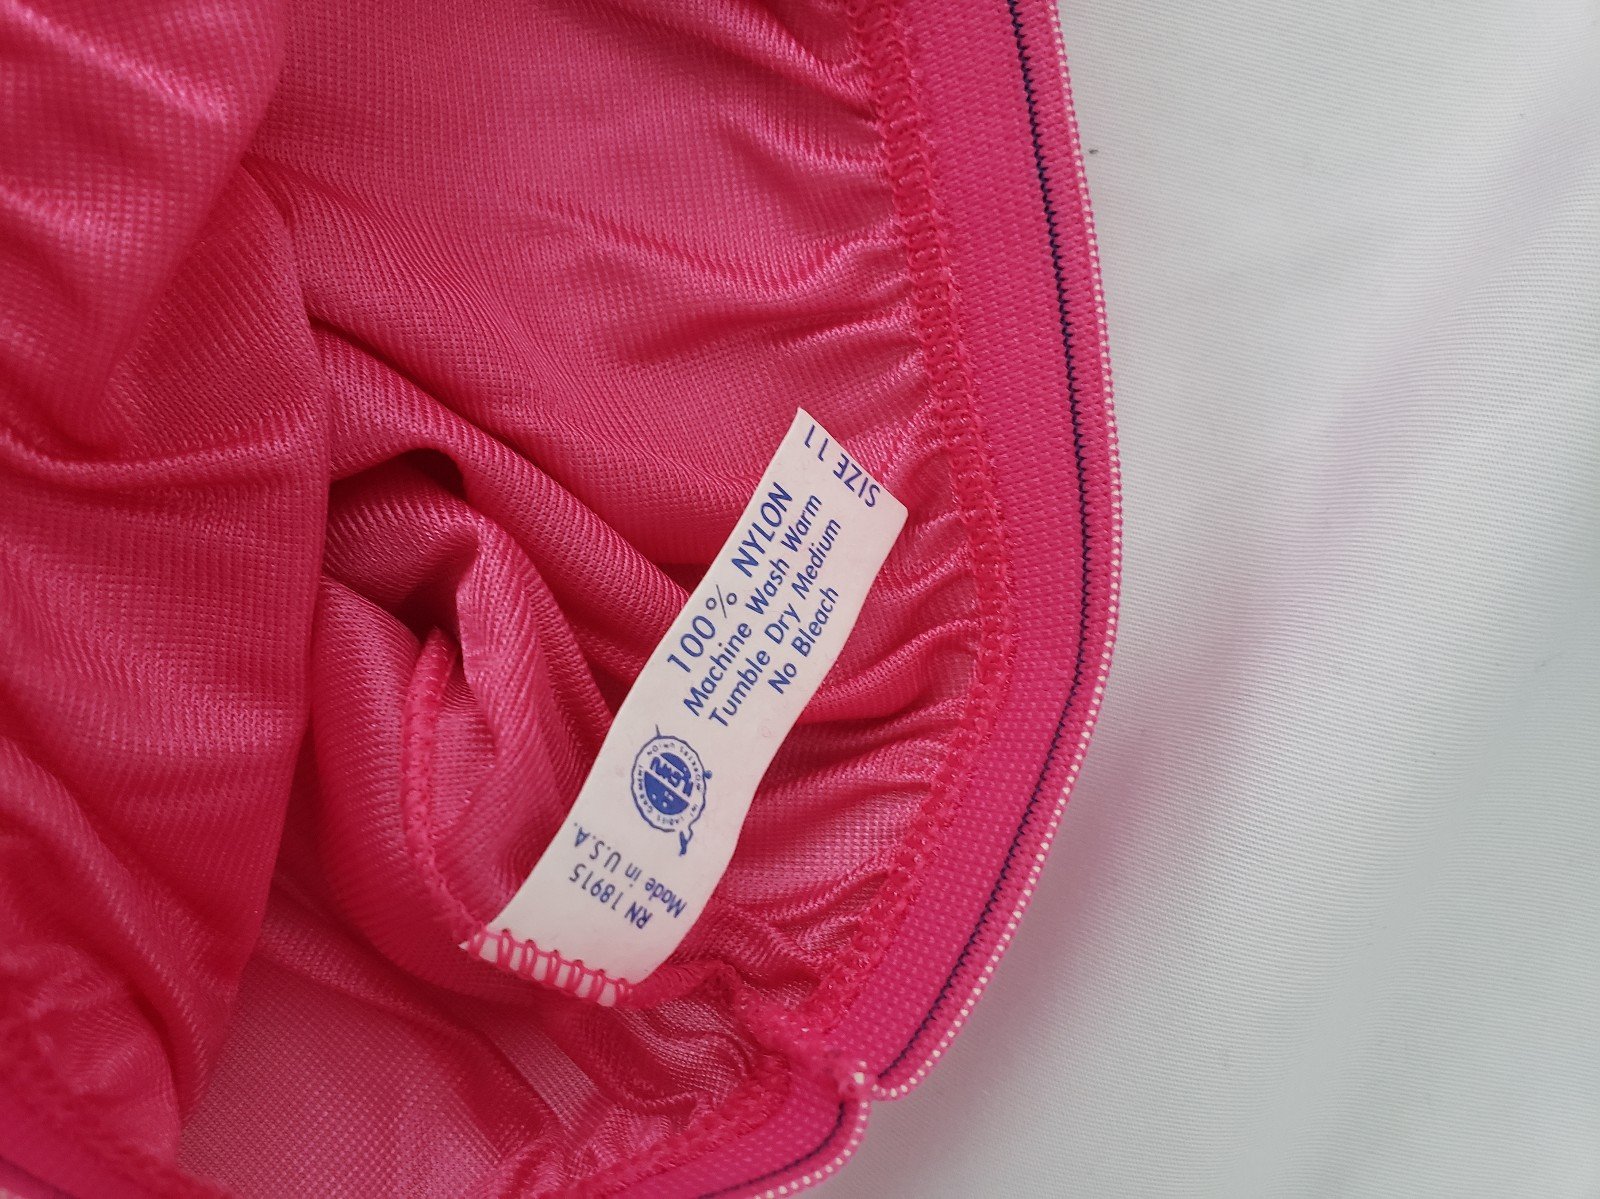 SIZE 11
100% NYLON
Machine Wash Warm
Tumble Dry Medium
No Bleach
RN 18915
Made in U.S.A.